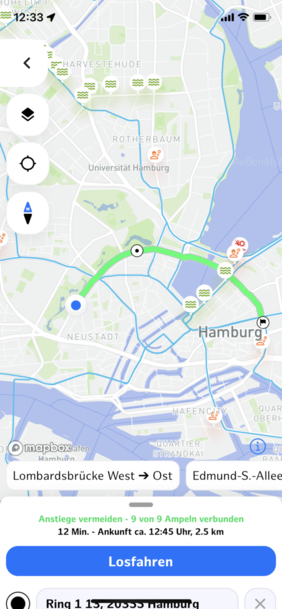 12:33
HARVESTEHUDE
ROTHERBAUM
Universität Hamburg
NEUSTADT
Hamburg
HAFENCITY
QUARTIER
mapbox
Hamburg
Lombardsbrücke West ➔ Ost
Edmund-S.-Allee
Anstiege vermeiden - 9 von 9 Ampeln verbunden
12 Min. - Ankunft ca. 12:45 Uhr, 2.5 km
Losfahren
Ring 1 13, 20355 Hamburg